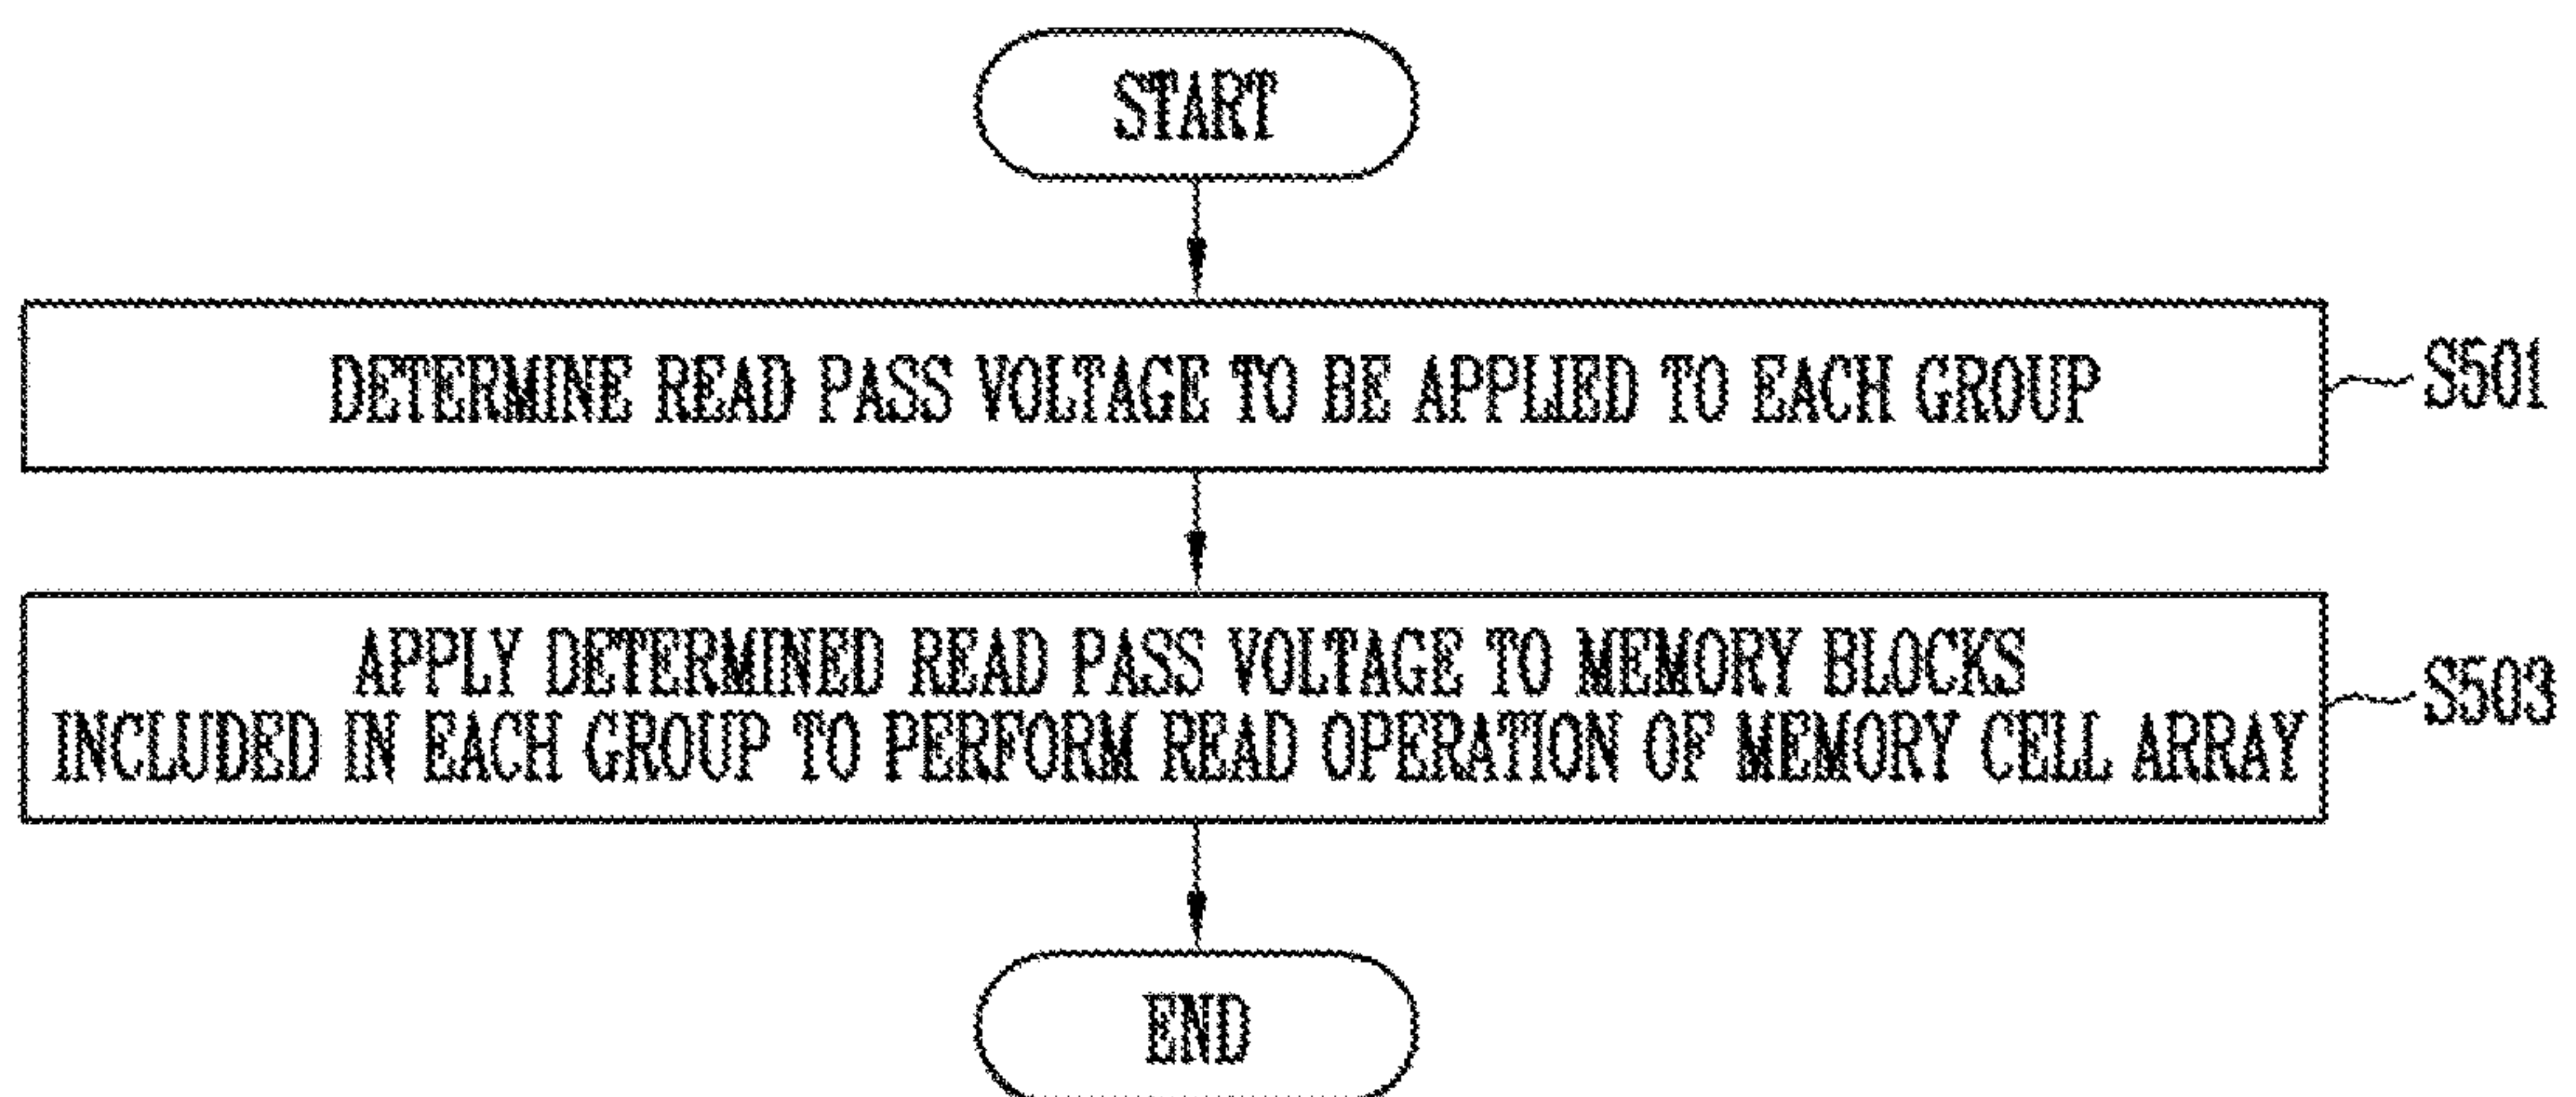 START
DETERMINE READ PASS VOLTAGE TO BE APPLIED TO EACH GROUP
S501
APPLY DETERMINED READ PASS VOLTAGE TO MEMORY BLOCKS
INCLUDED IN EACH GROUP TO PERFORM READ OPERATION OF MEMORY CELL ARRAY
S503
END